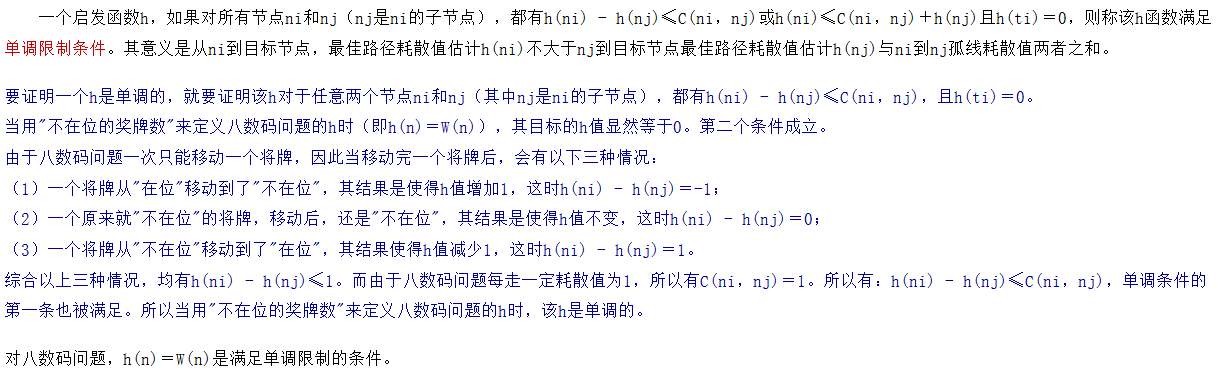 一个启发函数h，如果对所有节点ni和nj（nj是ni的子节点），都有h(ni) - h(nj)≤C(ni，nj)或h(ni)≤C(ni，nj)＋h(nj)且h(ti)＝0，则称该h函数满足
单调限制条件。其意义是从ni到目标节点，最佳路径耗散值估计h(ni)不大于nj到目标节点最佳路径耗散值估计h(nj)与ni到nj孤线耗散值两者之和。
要证明一个h是单调的，就要证明该h对于任意两个节点ni和nj（其中nj是ni的子节点），都有h(ni) - h(nj)≤C(ni，nj)，且h(ti)＝0。
当用"不在位的奖牌数"来定义八数码问题的h时（即h(n)＝W(n)），其目标的h值显然等于0。第二个条件成立。
由于八数码问题一次只能移动一个将牌，因此当移动完一个将牌后，会有以下三种情况：
（1）一个将牌从"在位"移动到了"不在位"，其结果是使得h值增加1，这时h(ni) - h(nj)＝-1；
（2）一个原来就"不在位"的将牌，移动后，还是"不在位"，其结果是使得h值不变，这时h(ni) - h(nj)＝0；
（3）一个将牌从"不在位"移动到了"在位"，其结果使得h值减少1，这时h(ni) - h(nj)＝1。
综合以上三种情况，均有h(ni) - h(nj)≤1。而由于八数码问题每走一定耗散值为1，所以有C(ni，nj)＝1。所以有：h(ni) - h(nj)≤C(ni，nj)，单调条件的
第一条也被满足。所以当用"不在位的奖牌数"来定义八数码问题的h时，该h是单调的。
对八数码问题，h(n)＝W(n)是满足单调限制的条件。